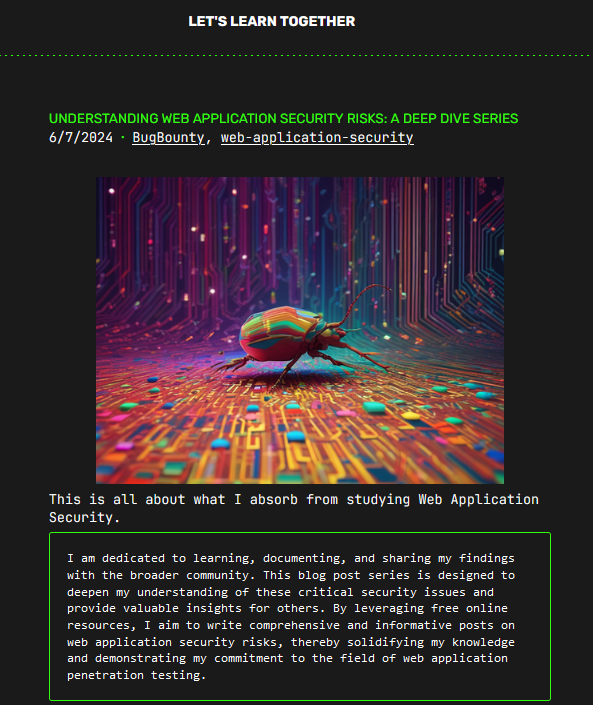 LET'S LEARN TOGETHER
UNDERSTANDING WEB APPLICATION SECURITY RISKS: A DEEP DIVE SERIES
6/7/2024 · BugBounty, web-application-security
This is all about what I absorb from studying Web Application
Security.
I am dedicated to learning, documenting, and sharing my findings
with the broader community. This blog post series is designed to
deepen my understanding of these critical security issues and
provide valuable insights for others. By leveraging free online
resources, I aim to write comprehensive and informative posts on
web application security risks, thereby solidifying my knowledge
and demonstrating my commitment to the field of web application
penetration testing.